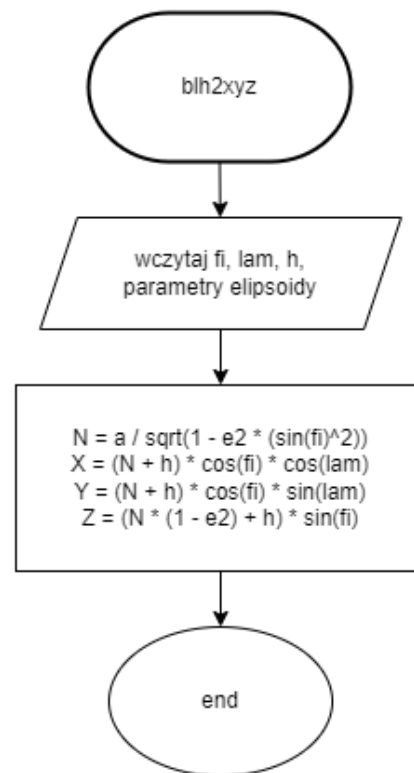 blh2xyz
wczytaj fi, lam, h,
parametry elipsoidy
N = a / sqrt(1 - e2 * (sin(fi)^2))
X = (N + h) * cos(fi) * cos(lam)
Y = (N + h) * cos(fi) * sin(lam)
Z = (N * (1 - e2) + h) * sin(fi)
end